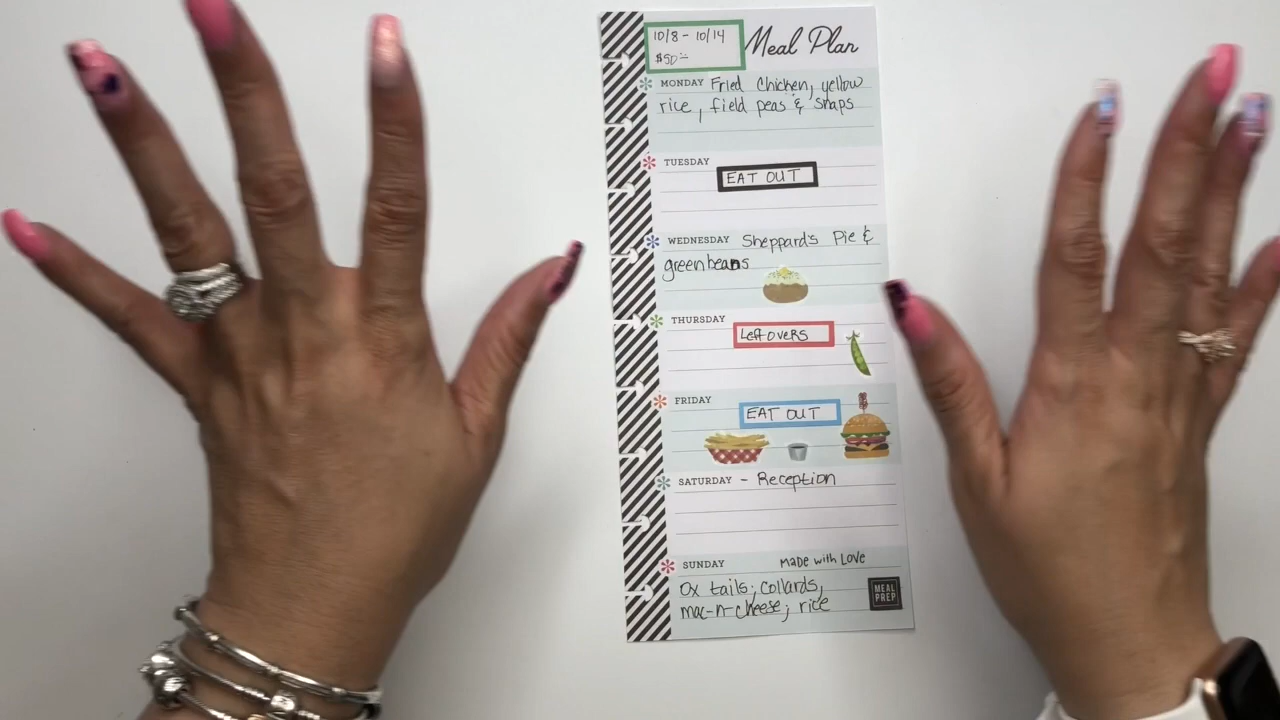 10/8 - 10/14
$50
Meal Plan
MONDAY Fried Chicken, yellow
rice, field peas & snaps
TUESDAY
EAT OUT
WEDNESDAY Sheppard's Pie &
greenbeans
THURSDAY
LeftoveRS
FRIDAY
EAT OUT
SATURDAY - Reception
SUNDAY
MADE WITH LOVE
Ox tails, collards,
mac-n-cheese, rice
MEAL
PREP